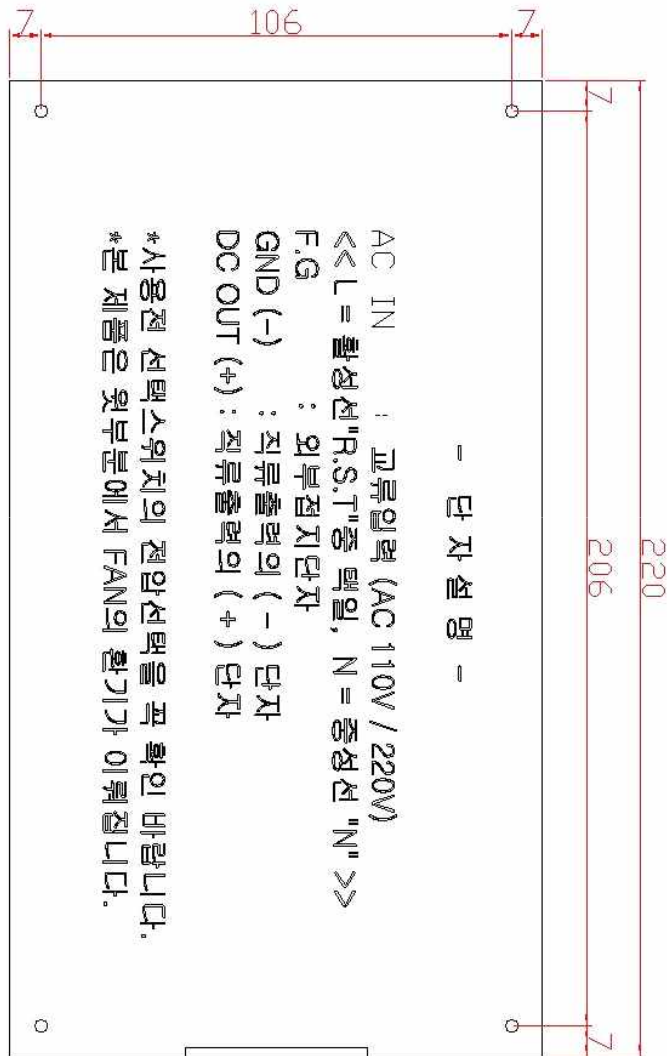 7 106 7
7
206
220
7
- 단 자 설 명 -
AC IN : 교류입력 (AC 110V / 220V)
<< L = 활성선"R.S.T"중 택일, N = 중성선 "N" >>
F.G : 외부접지단자
GND (-) : 직류출력의 (-) 단자
DC OUT (+) : 직류출력의 (+) 단자
*사용전 선택스위치의 전압선택을 꼭 확인 바랍니다.
*본 제품은 윗부분에서 FAN의 환기가 이뤄집니다.